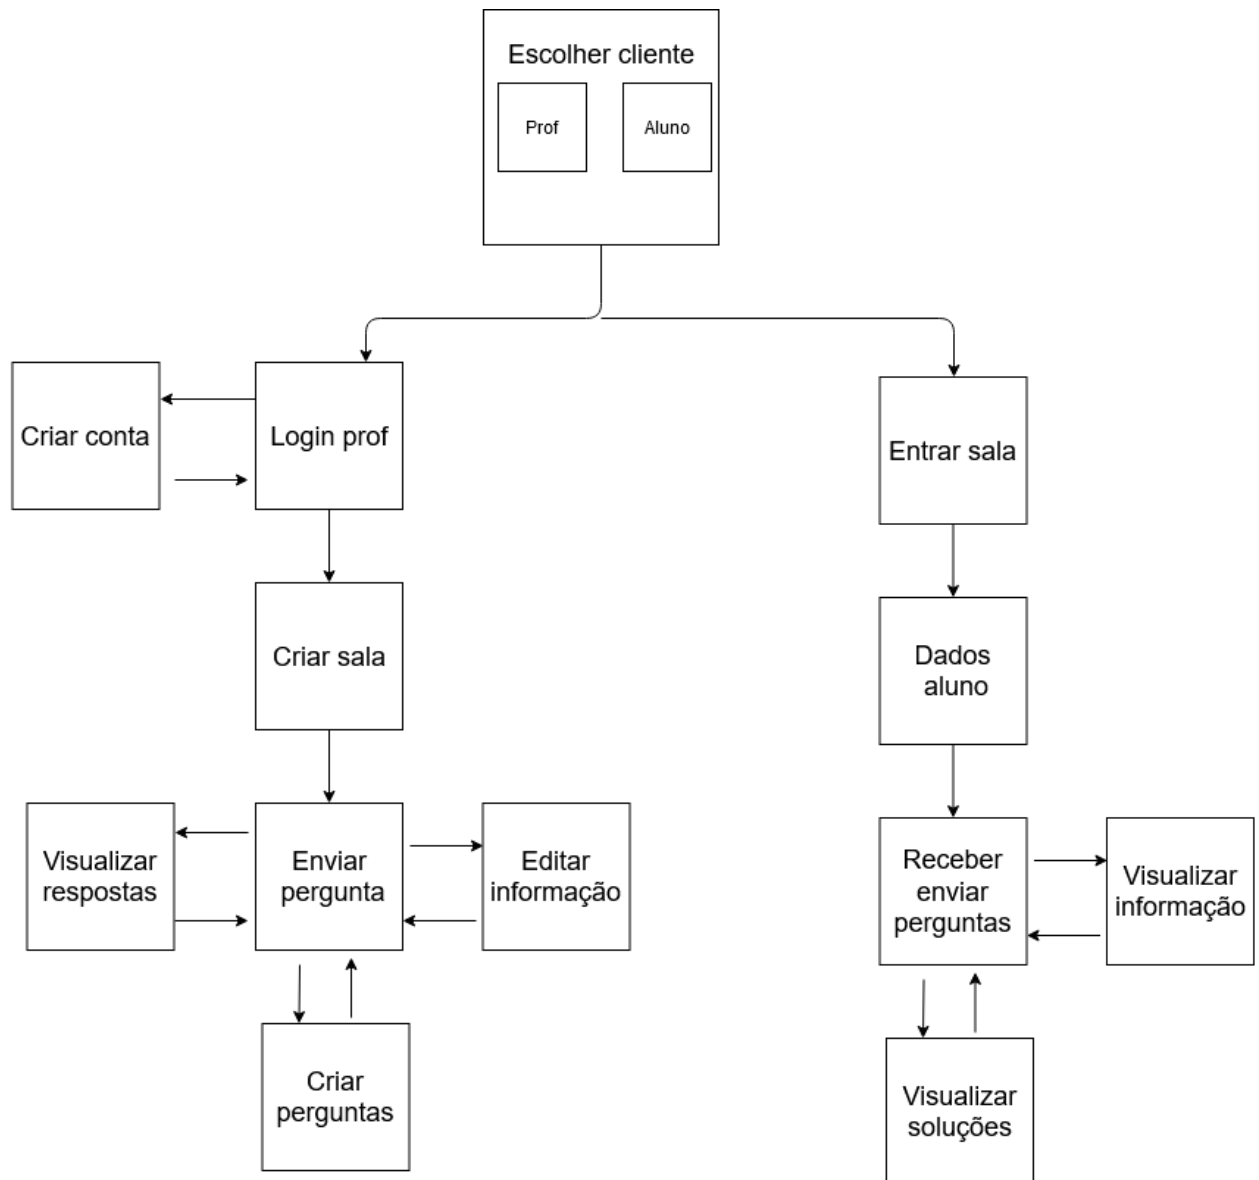 Escolher cliente
Prof
Aluno
Criar conta
Login prof
Entrar sala
Criar sala
Dados
aluno
Visualizar
respostas
Enviar
pergunta
Editar
informação
Receber
enviar
perguntas
Visualizar
informação
Criar
perguntas
Visualizar
soluções